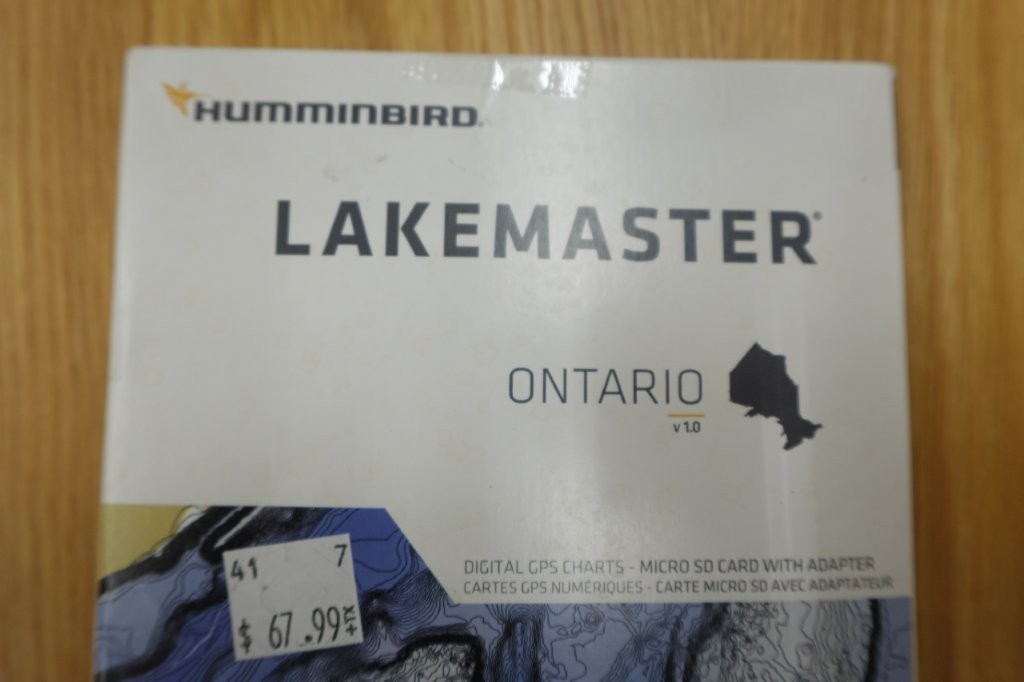 HUMMINBIRD®
LAKEMASTER®
ONTARIO
v 1.0
DIGITAL GPS CHARTS - MICRO SD CARD WITH ADAPTER
CARTES GPS NUMÉRIQUES - CARTE MICRO SD AVEC ADAPTATEUR
41 7
$ 67.99 +TX